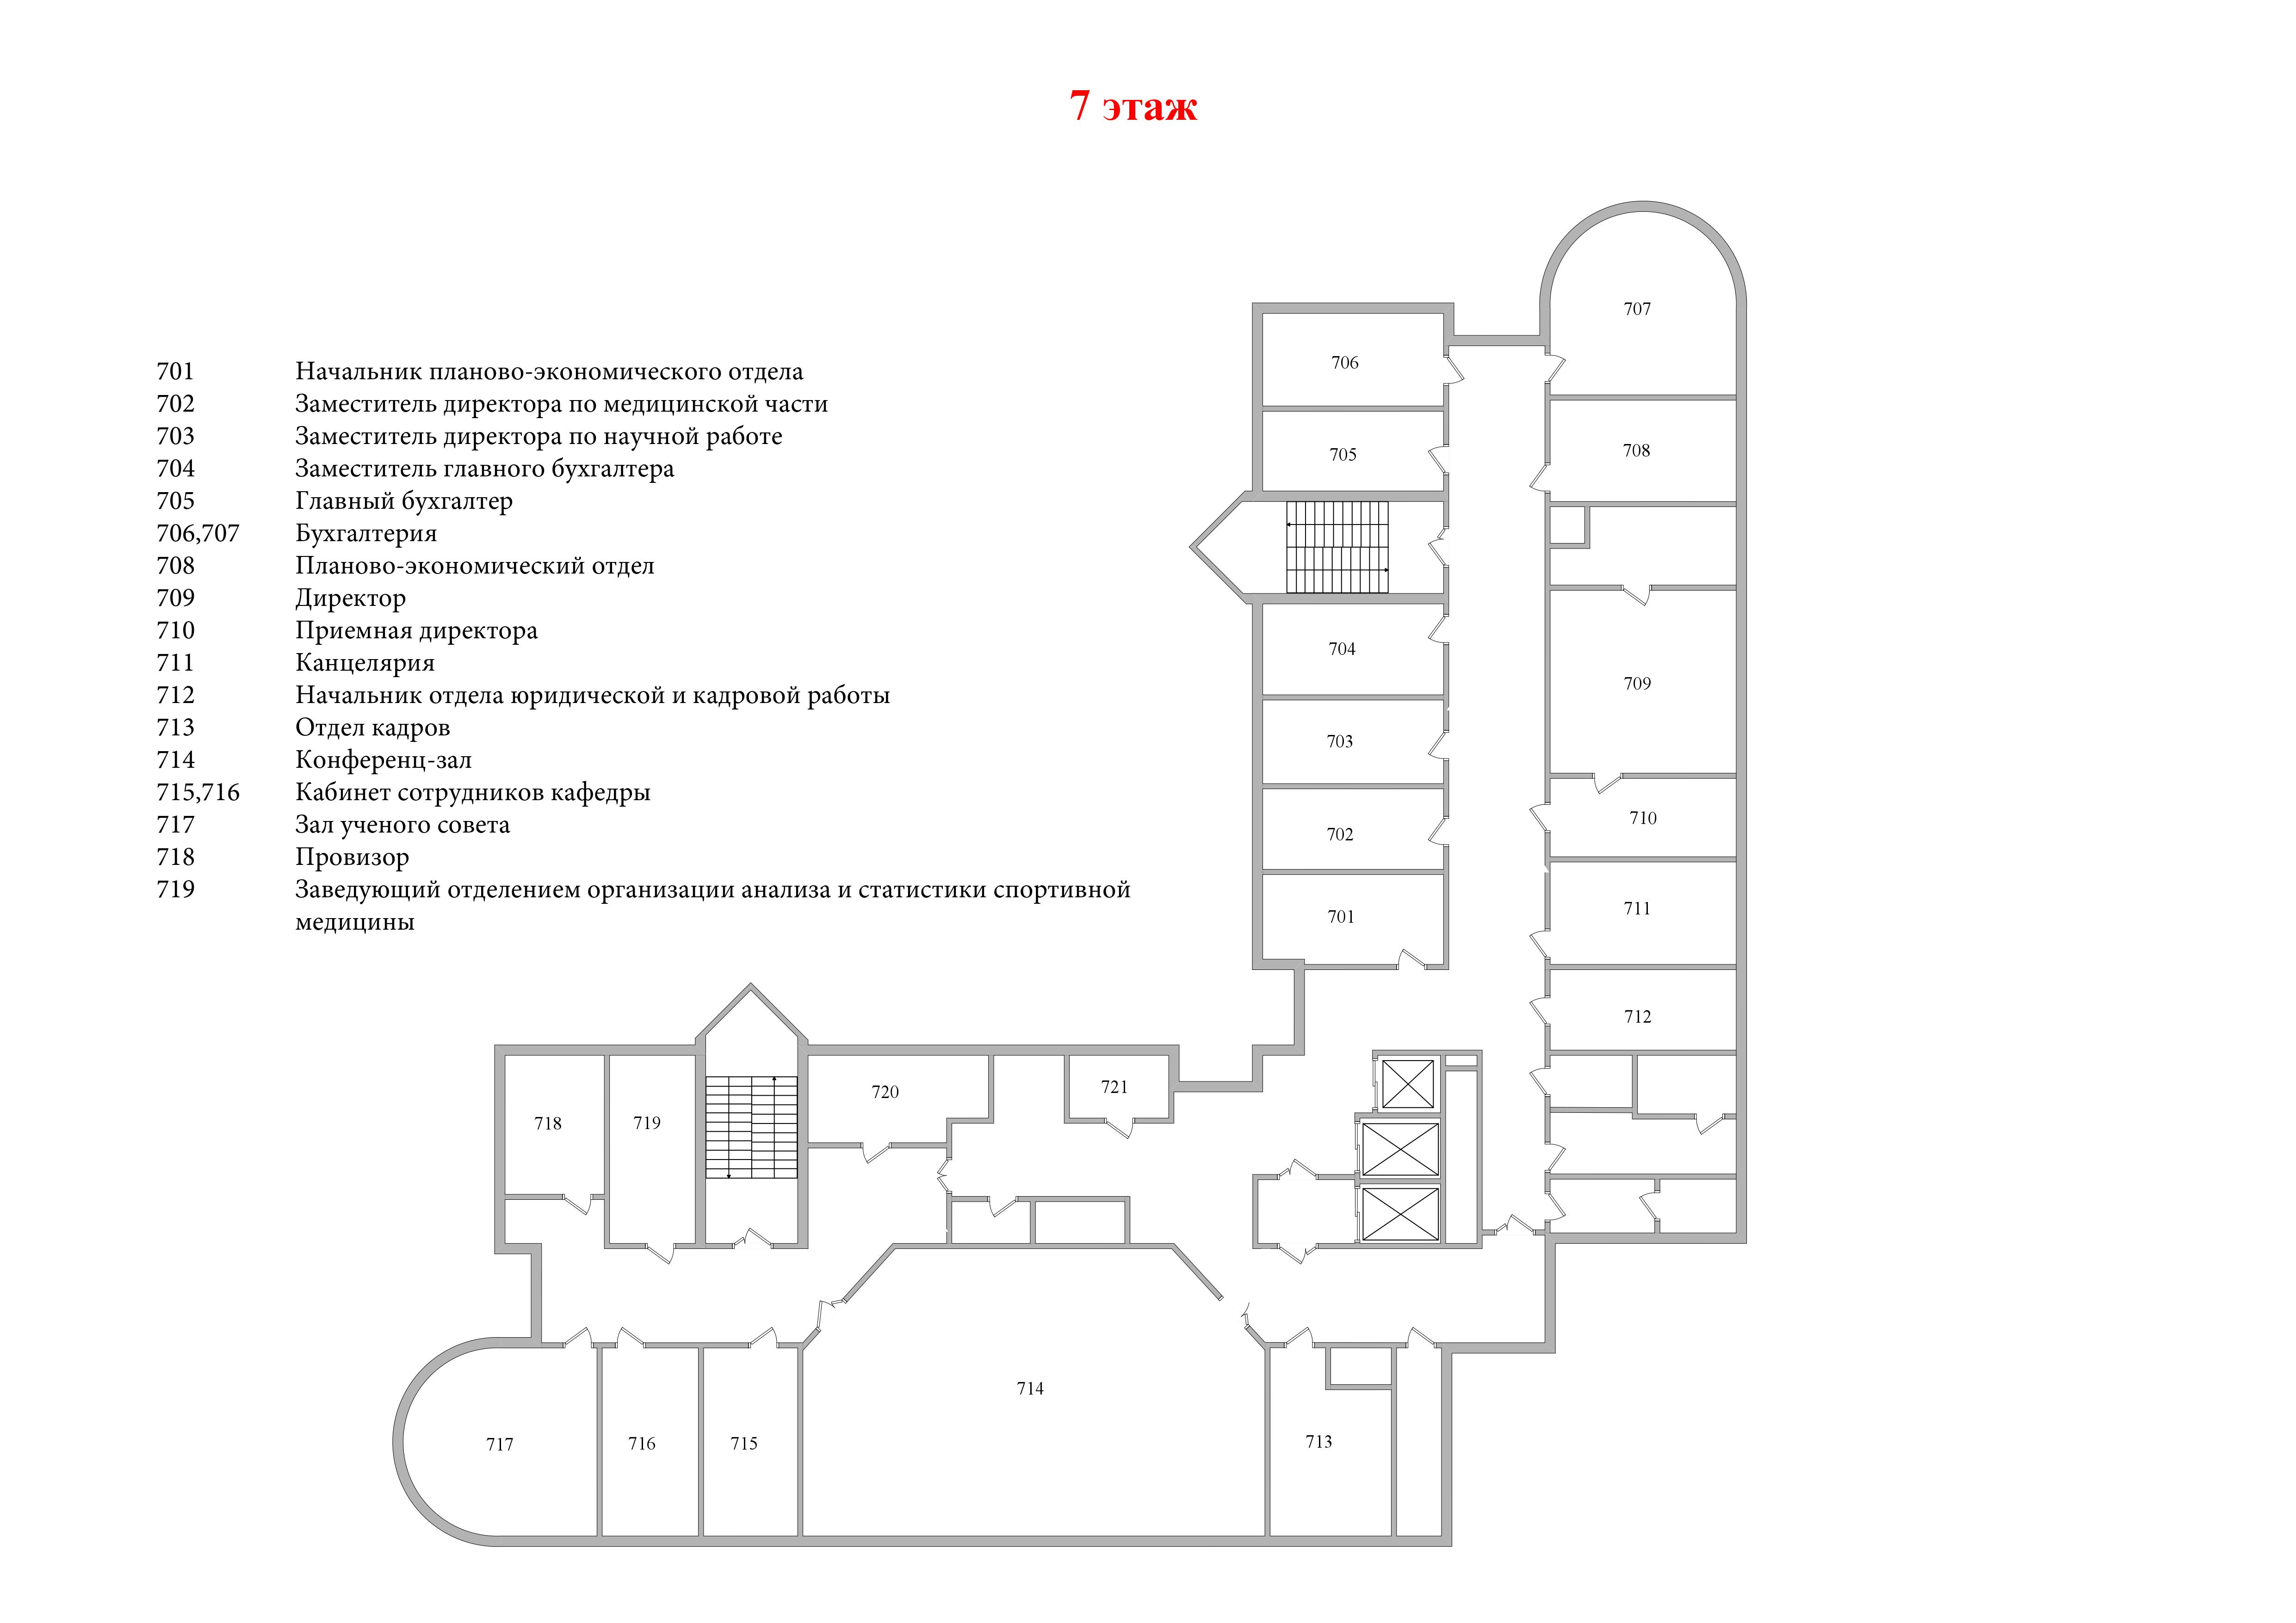 7 этаж
701 Начальник планово-экономического отдела
702 Заместитель директора по медицинской части
703 Заместитель директора по научной работе
704 Заместитель главного бухгалтера
705 Главный бухгалтер
706,707 Бухгалтерия
708 Планово-экономический отдел
709 Директор
710 Приемная директора
711 Канцелярия
712 Начальник отдела юридической и кадровой работы
713 Отдел кадров
714 Конференц-зал
715,716 Кабинет сотрудников кафедры
717 Зал ученого совета
718 Провизор
719 Заведующий отделением организации анализа и статистики спортивной
медицины
707
706
708
705
704
709
703
710
702
711
701
712
721
720
718
719
714
713
717
716
715